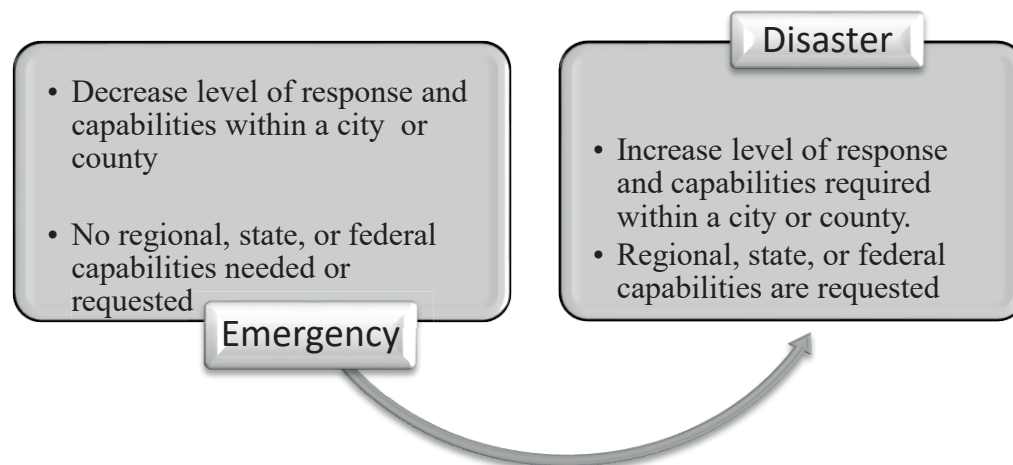 • Decrease level of response and
capabilities within a city or
county
• No regional, state, or federal
capabilities needed or
requested
Emergency
Disaster
• Increase level of response
and capabilities required
within a city or county.
• Regional, state, or federal
capabilities are requested